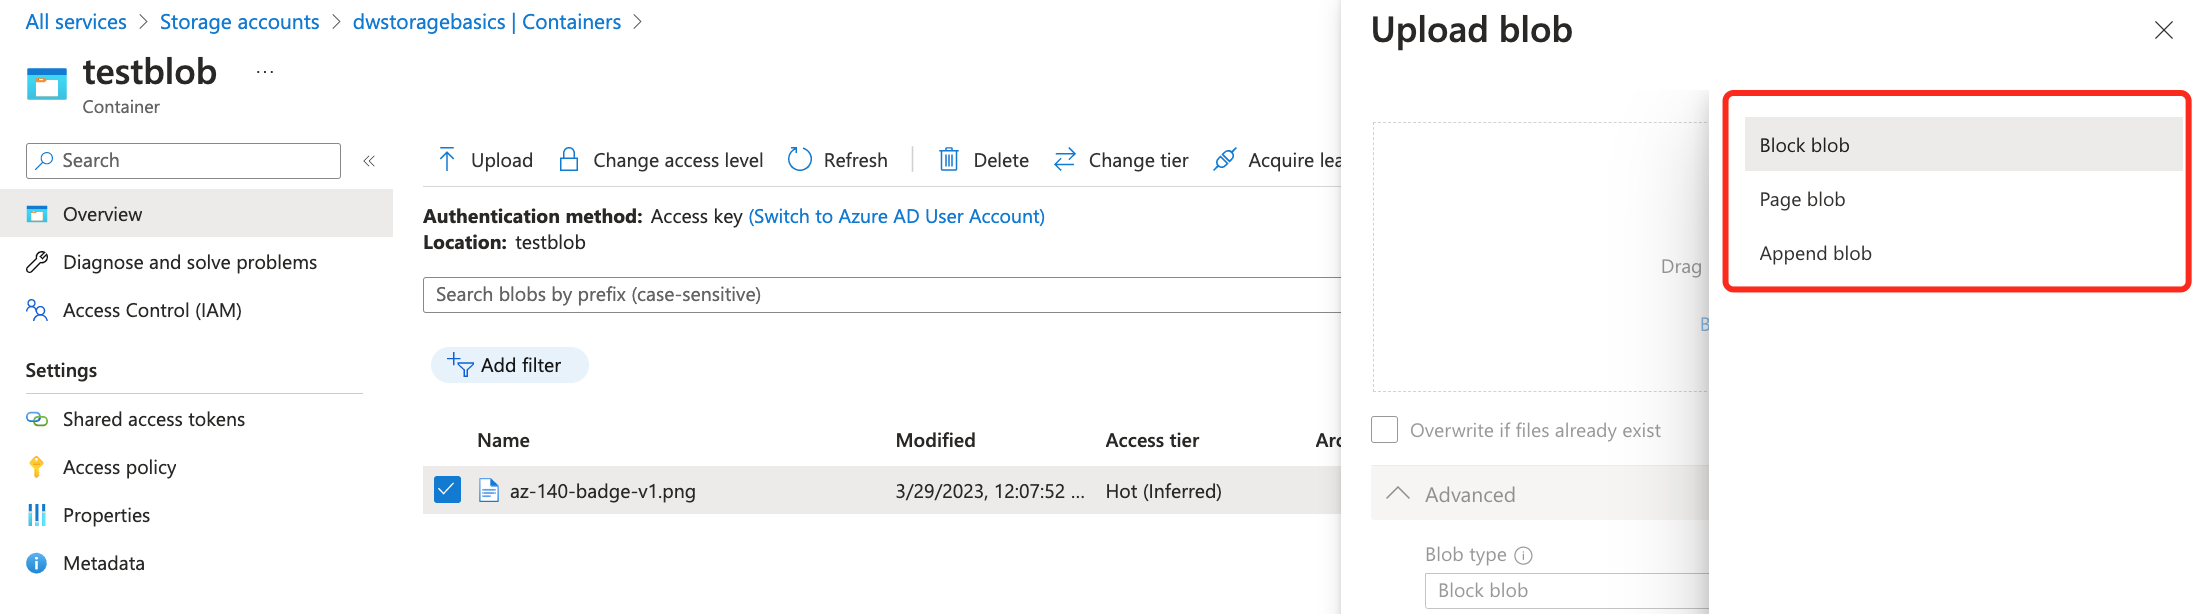 All services > Storage accounts > dwstoragebasics | Containers >
testblob ...
Container
Search «
Overview
Diagnose and solve problems
Access Control (IAM)
Settings
Shared access tokens
Access policy
Properties
Metadata
Upload Change access level Refresh Delete Change tier Acquire lea
Authentication method: Access key (Switch to Azure AD User Account)
Location: testblob
Search blobs by prefix (case-sensitive)
Add filter
Name Modified Access tier Arc
az-140-badge-v1.png 3/29/2023, 12:07:52 ... Hot (Inferred)
Upload blob
Drag
B
Overwrite if files already exist
Advanced
Blob type
Block blob
Block blob
Page blob
Append blob